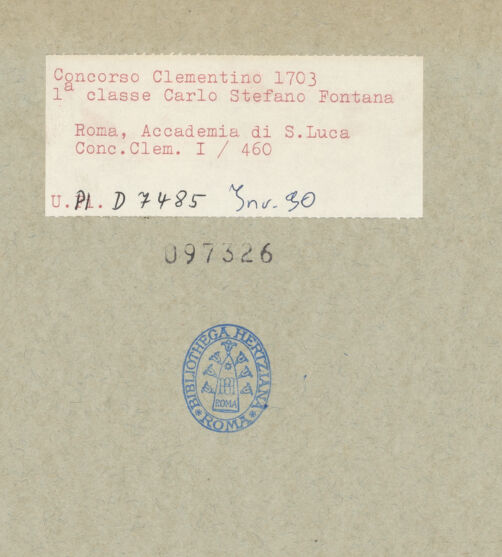 Concorso Clementino 1703
1ª classe Carlo Stefano Fontana
Roma, Accademia di S.Luca
Conc.Clem. I / 460
U.Pl. D 7485 Inv. 90
097326
BIBLIOTHECA HERTZIANA
ROMA
*ROMA*